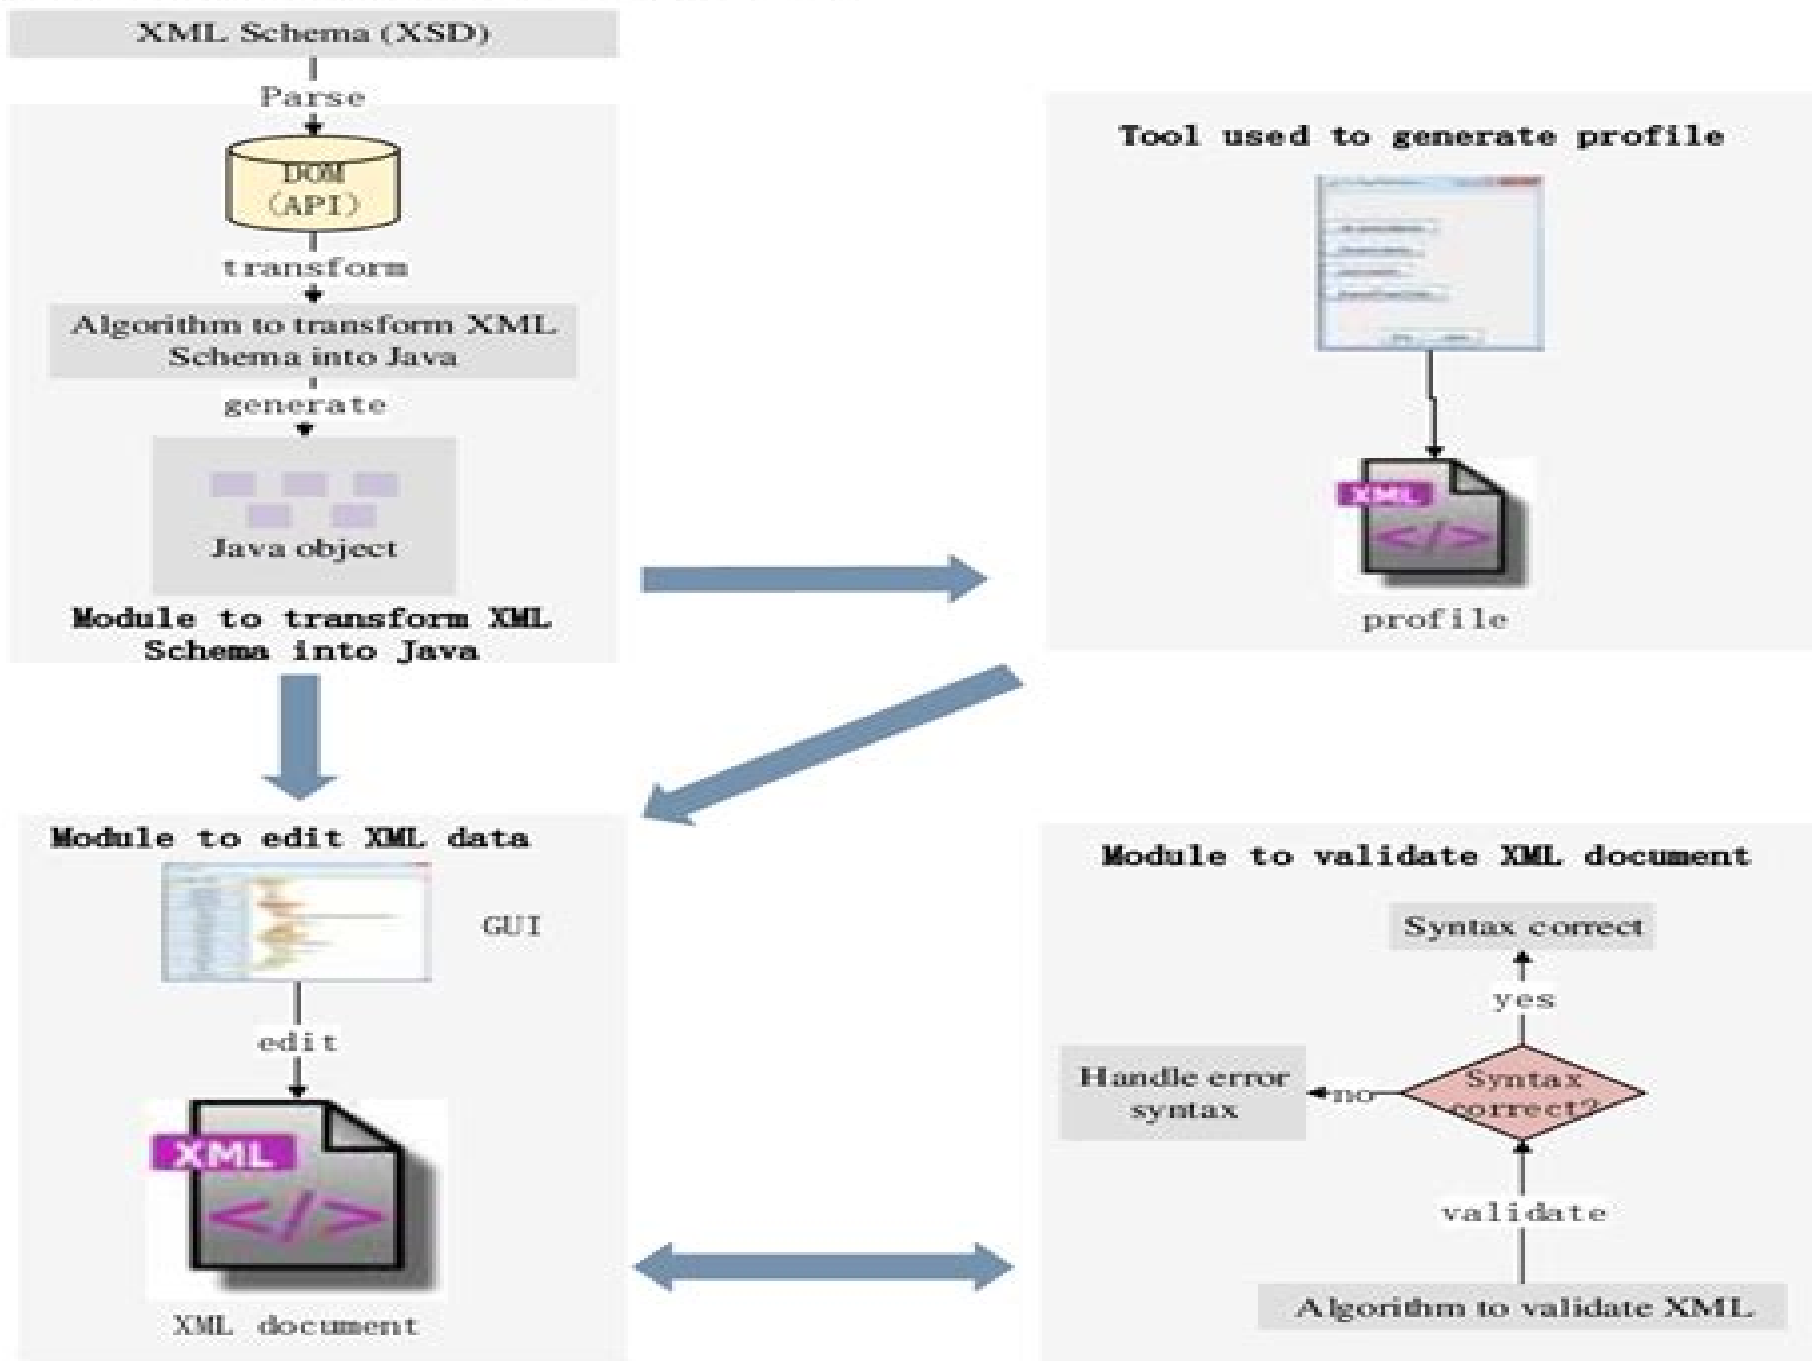 XML Schema (XSD)
Parse
DOM
(API)
transform
Algorithm to transform XML
Schema into Java
generate
Java object
Module to transform XML
Schema into Java
Tool used to generate profile
XML
</>
profile
Module to edit XML data
GUI
edit
XML
</>
XML document
Module to validate XML document
Syntax correct
yes
Syntax
correct?
no
Handle error
syntax
validate
Algorithm to validate XML